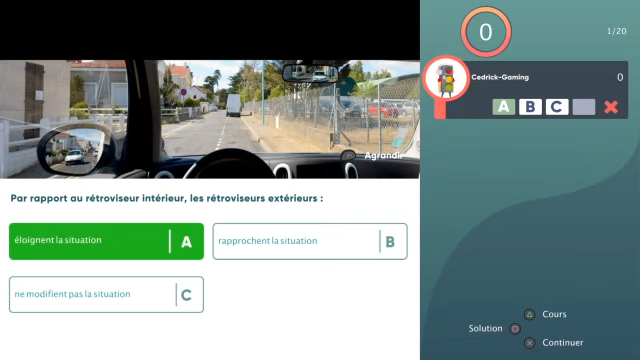 0
1/20
Cedrick-Gaming
0
A
B
C
Agrandir
Par rapport au rétroviseur intérieur, les rétroviseurs extérieurs :
éloignent la situation
A
rapprochent la situation
B
ne modifient pas la situation
C
Cours
Solution
Continuer